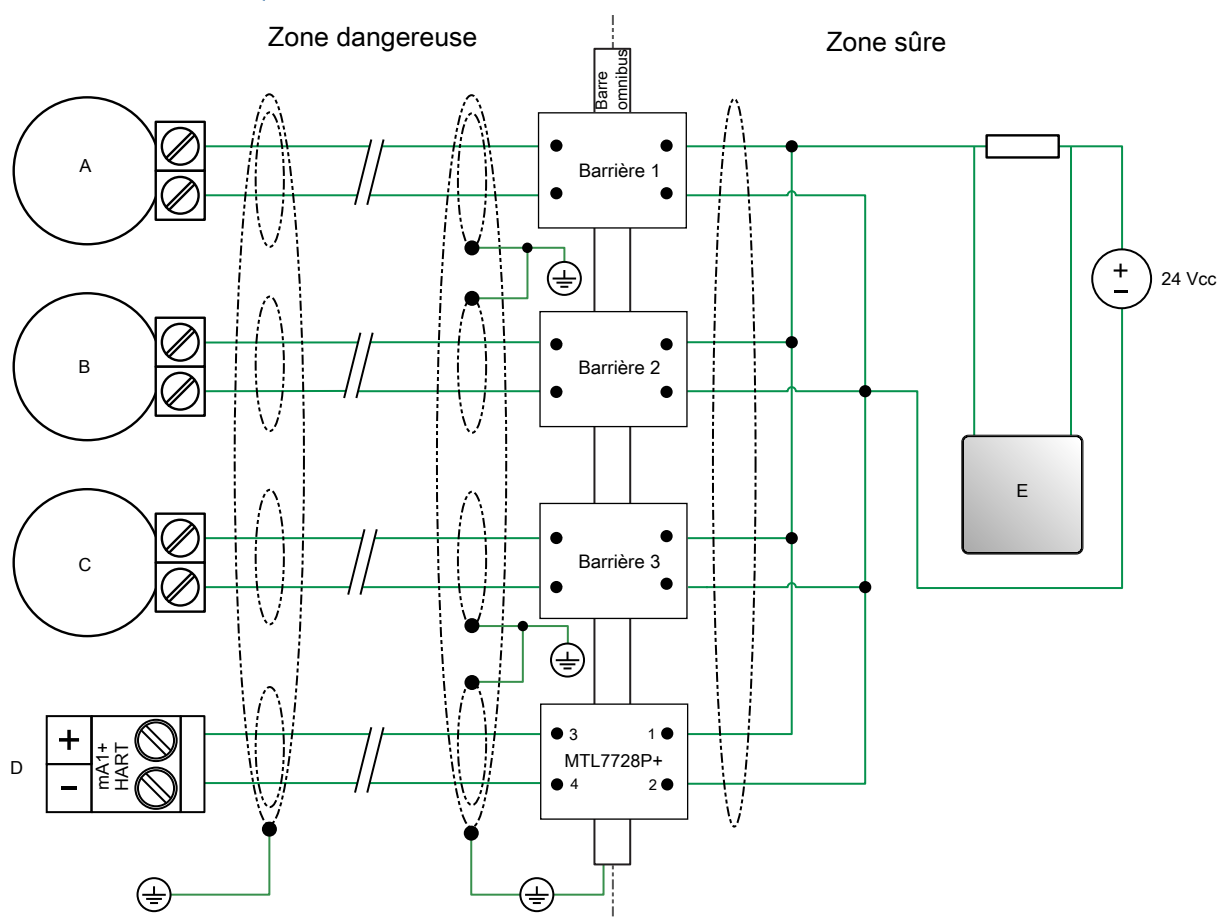 Zone dangereuse
Zone sûre
Barre
omnibus
A
Barrière 1
+
−
24 Vcc
B
Barrière 2
E
C
Barrière 3
D
+
−
mA1+
HART
3
1
MTL7728P+
4
2